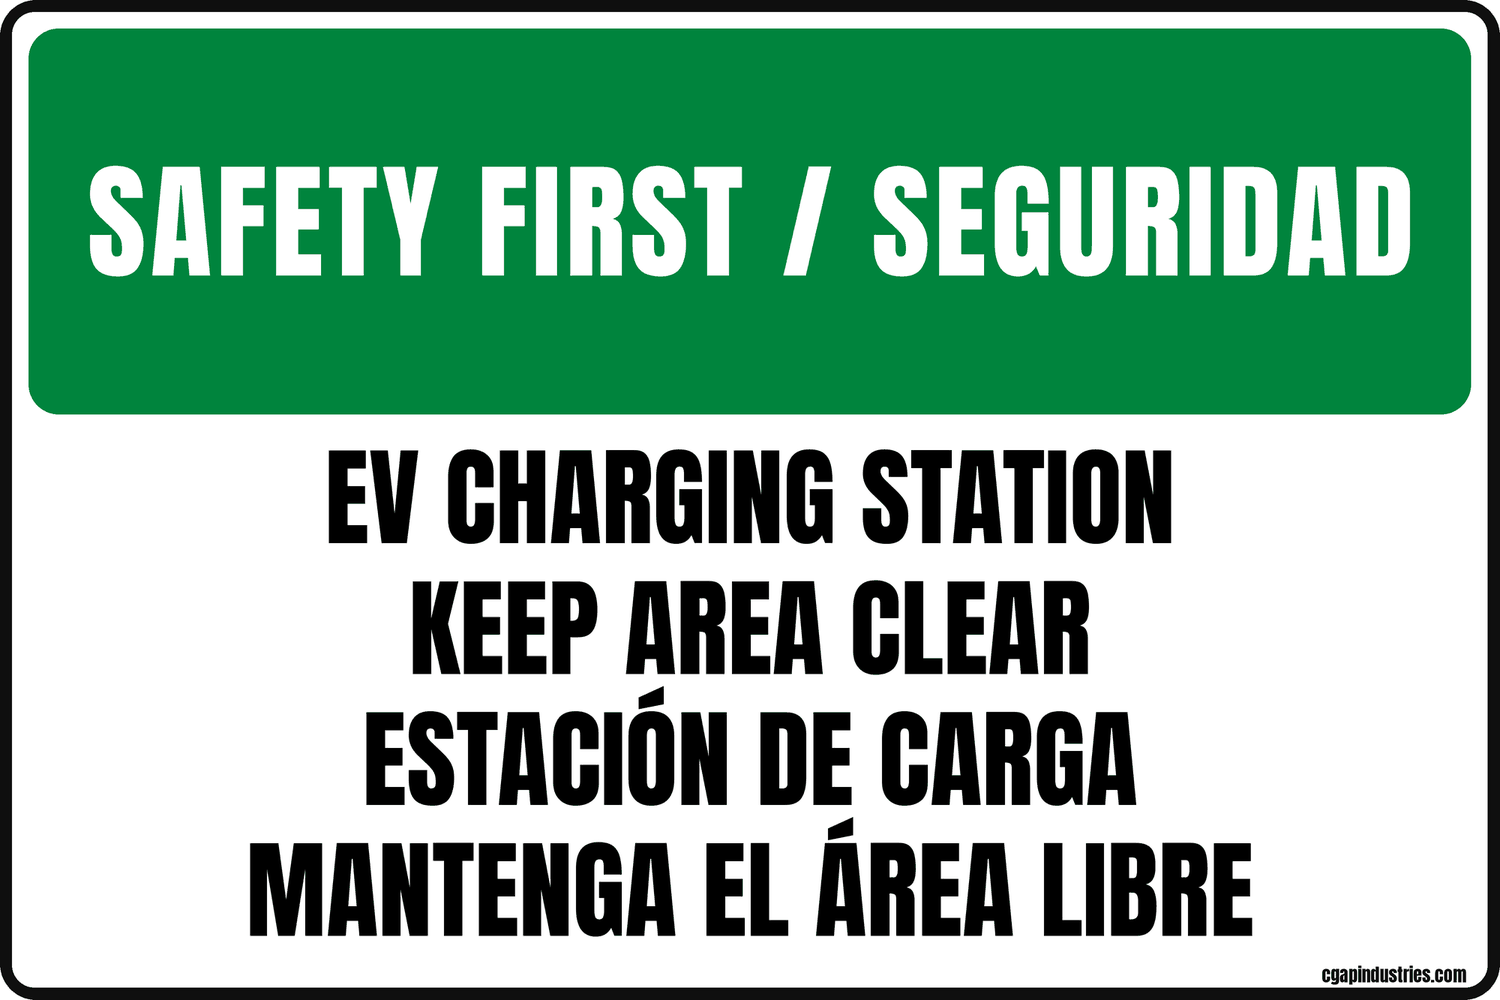 SAFETY FIRST / SEGURIDAD
EV CHARGING STATION
KEEP AREA CLEAR
ESTACIÓN DE CARGA
MANTENGA EL ÁREA LIBRE
cgapindustries.com